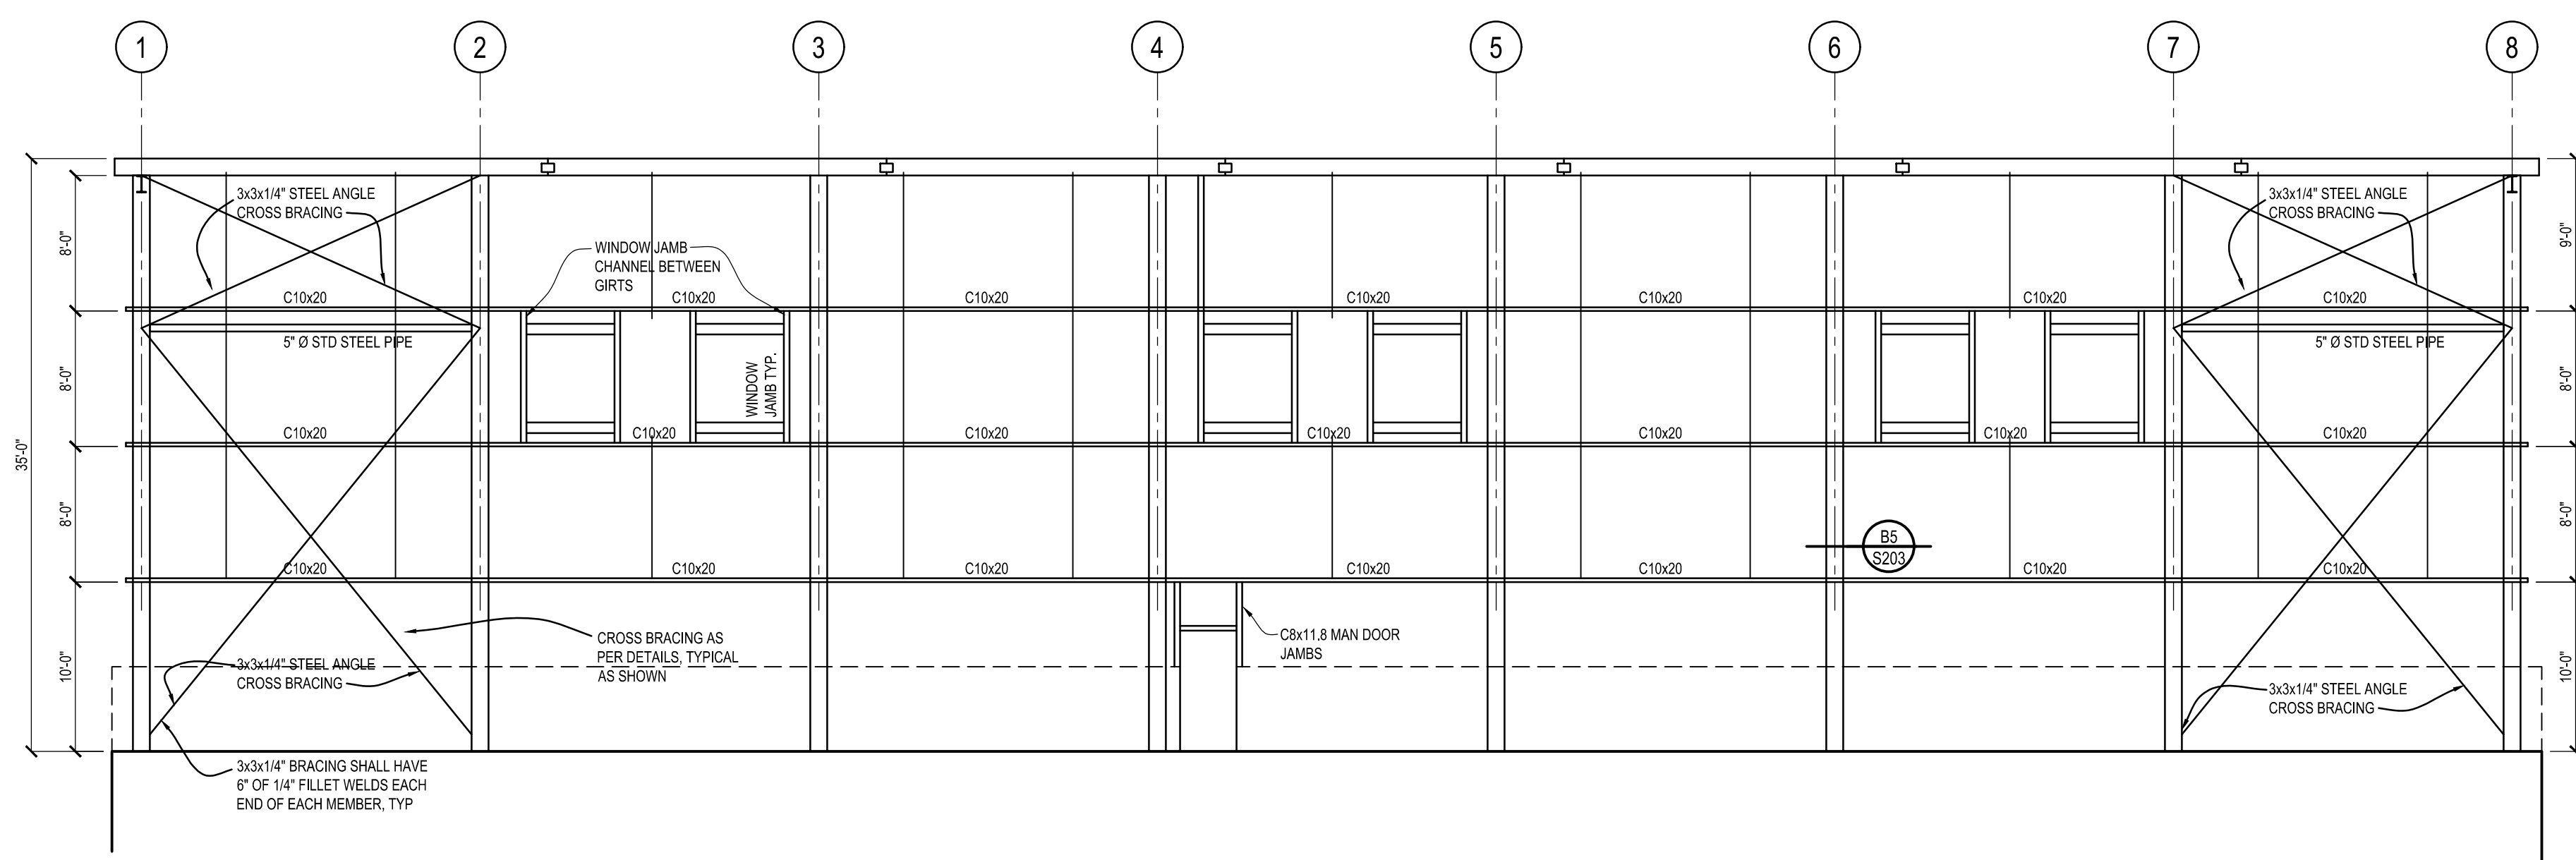 1 2 3 4 5 6 7 8
3x3x1/4" STEEL ANGLE
CROSS BRACING
3x3x1/4" STEEL ANGLE
CROSS BRACING
8'-0"
9'-0"
WINDOW JAMB
CHANNEL BETWEEN
GIRTS
C10x20 C10x20 C10x20 C10x20 C10x20 C10x20 C10x20
5" Ø STD STEEL PIPE
5" Ø STD STEEL PIPE
8'-0"
WINDOW
JAMB TYP.
8'-0"
C10x20 C10x20 C10x20 C10x20 C10x20 C10x20 C10x20
35'-0"
8'-0"
8'-0"
B5
S203
C10x20 C10x20 C10x20 C10x20 C10x20 C10x20 C10x20
CROSS BRACING AS
PER DETAILS, TYPICAL
AS SHOWN
C8x11,8 MAN DOOR
JAMBS
10'-0"
10'-0"
3x3x1/4" STEEL ANGLE
CROSS BRACING
3x3x1/4" STEEL ANGLE
CROSS BRACING
3x3x1/4" BRACING SHALL HAVE
6" OF 1/4" FILLET WELDS EACH
END OF EACH MEMBER, TYP